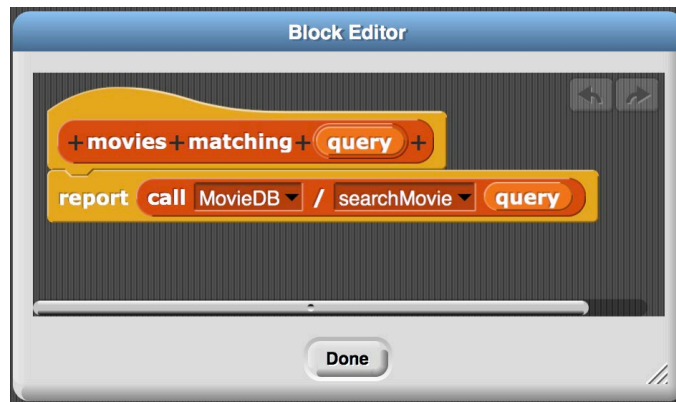 Block Editor
+movies+matching+ query +
report call MovieDB / searchMovie query
Done